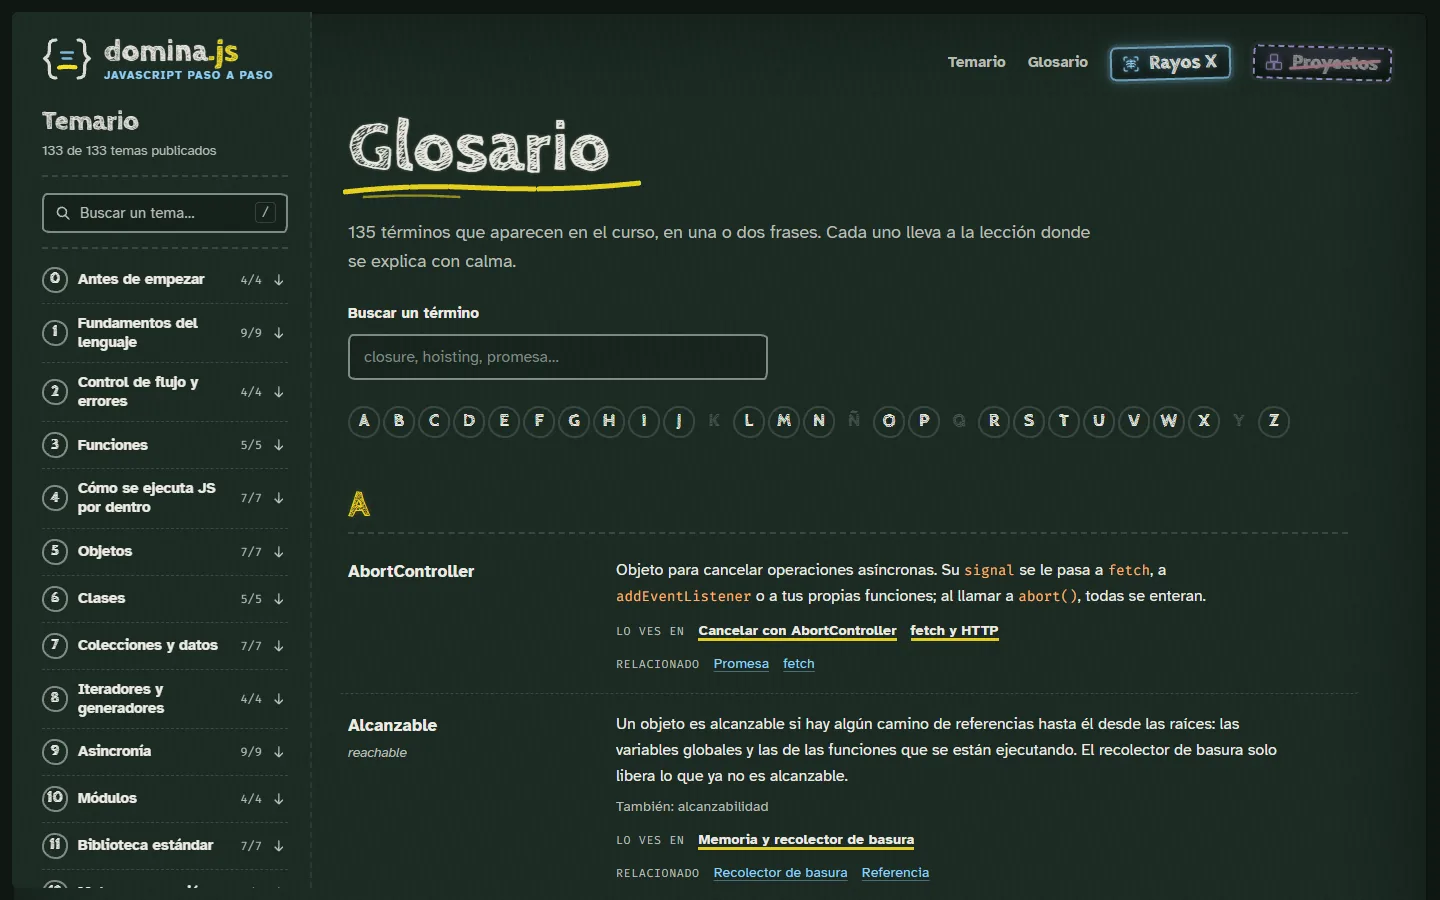 domina.js
JAVASCRIPT PASO A PASO
Temario
133 de 133 temas publicados
Buscar un tema...
/
0 Antes de empezar 4/4 ↓
1 Fundamentos del
lenguaje 9/9 ↓
2 Control de flujo y
errores 4/4 ↓
3 Funciones 5/5 ↓
4 Cómo se ejecuta JS
por dentro 7/7 ↓
5 Objetos 7/7 ↓
6 Clases 5/5 ↓
7 Colecciones y datos 7/7 ↓
8 Iteradores y
generadores 4/4 ↓
9 Asincronía 9/9 ↓
10 Módulos 4/4 ↓
11 Biblioteca estándar 7/7 ↓
Temario Glosario Rayos X Proyectos
Glosario
135 términos que aparecen en el curso, en una o dos frases. Cada uno lleva a la lección donde
se explica con calma.
Buscar un término
closure, hoisting, promesa...
A B C D E F G H I J K L M N Ñ O P Q R S T U V W X Y Z
A
AbortController
Objeto para cancelar operaciones asíncronas. Su signal se le pasa a fetch, a
addEventListener o a tus propias funciones; al llamar a abort(), todas se enteran.
LO VES EN Cancelar con AbortController fetch y HTTP
RELACIONADO Promesa fetch
Alcanzable
reachable
Un objeto es alcanzable si hay algún camino de referencias hasta él desde las raíces: las
variables globales y las de las funciones que se están ejecutando. El recolector de basura solo
libera lo que ya no es alcanzable.
También: alcanzabilidad
LO VES EN Memoria y recolector de basura
RELACIONADO Recolector de basura Referencia